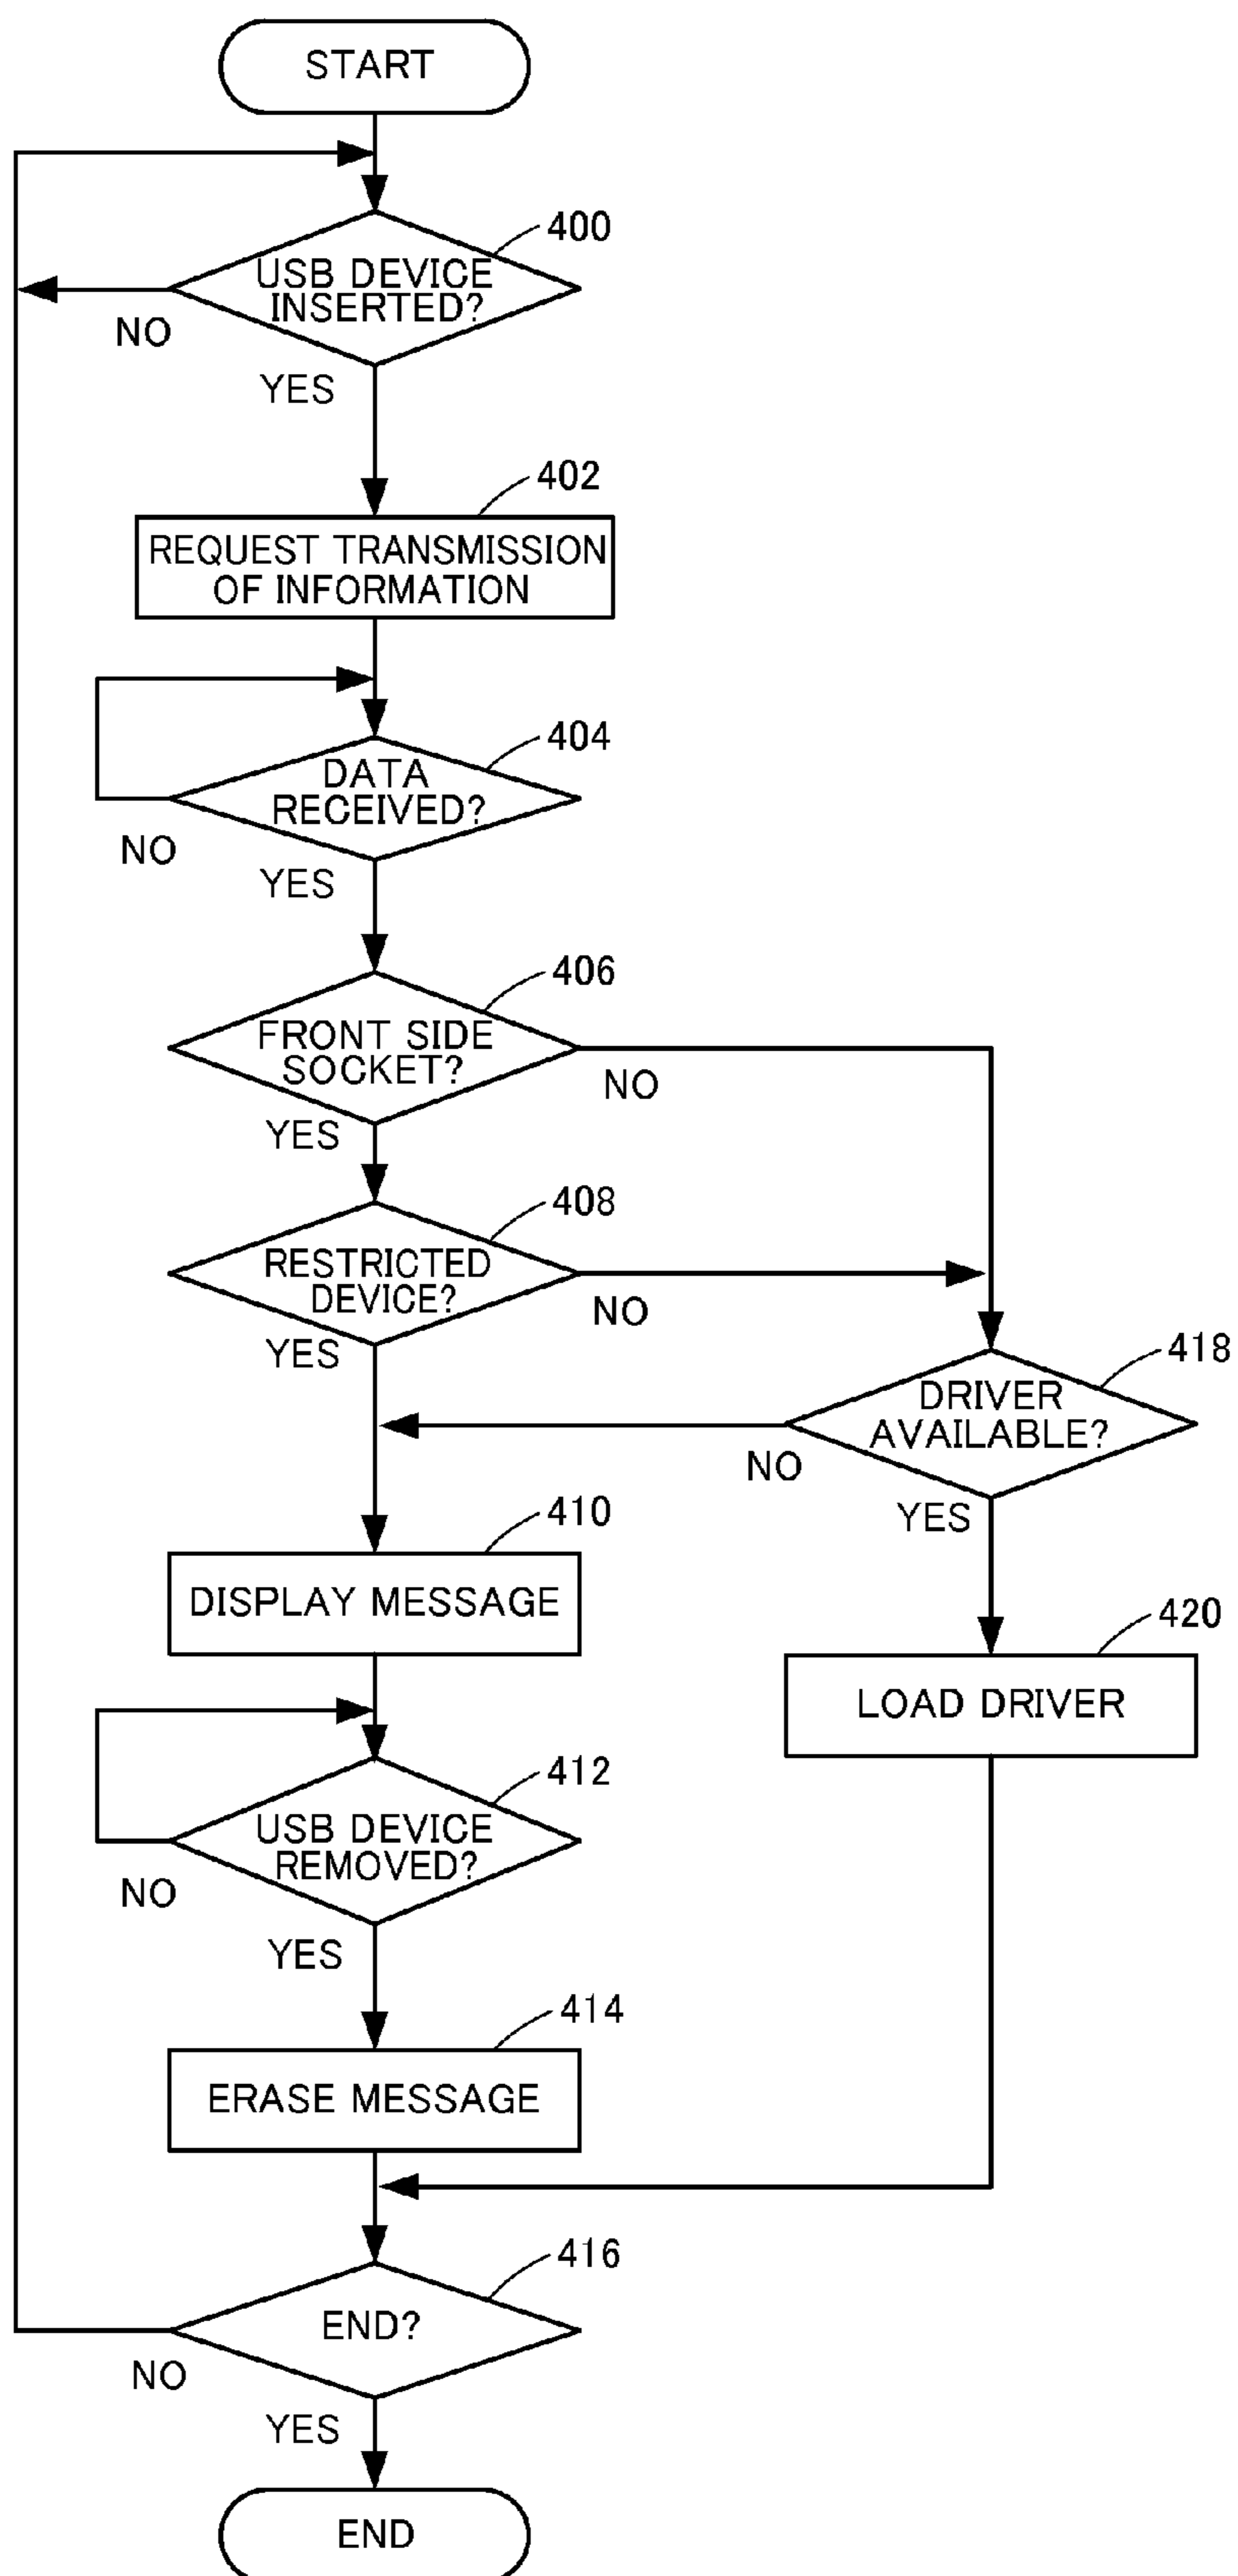 START
400
USB DEVICE
INSERTED?
NO
YES
402
REQUEST TRANSMISSION
OF INFORMATION
404
DATA
RECEIVED?
NO
YES
406
FRONT SIDE
SOCKET?
NO
YES
408
RESTRICTED
DEVICE?
NO
YES
418
DRIVER
AVAILABLE?
NO
YES
410
DISPLAY MESSAGE
420
LOAD DRIVER
412
USB DEVICE
REMOVED?
NO
YES
414
ERASE MESSAGE
416
END?
NO
YES
END